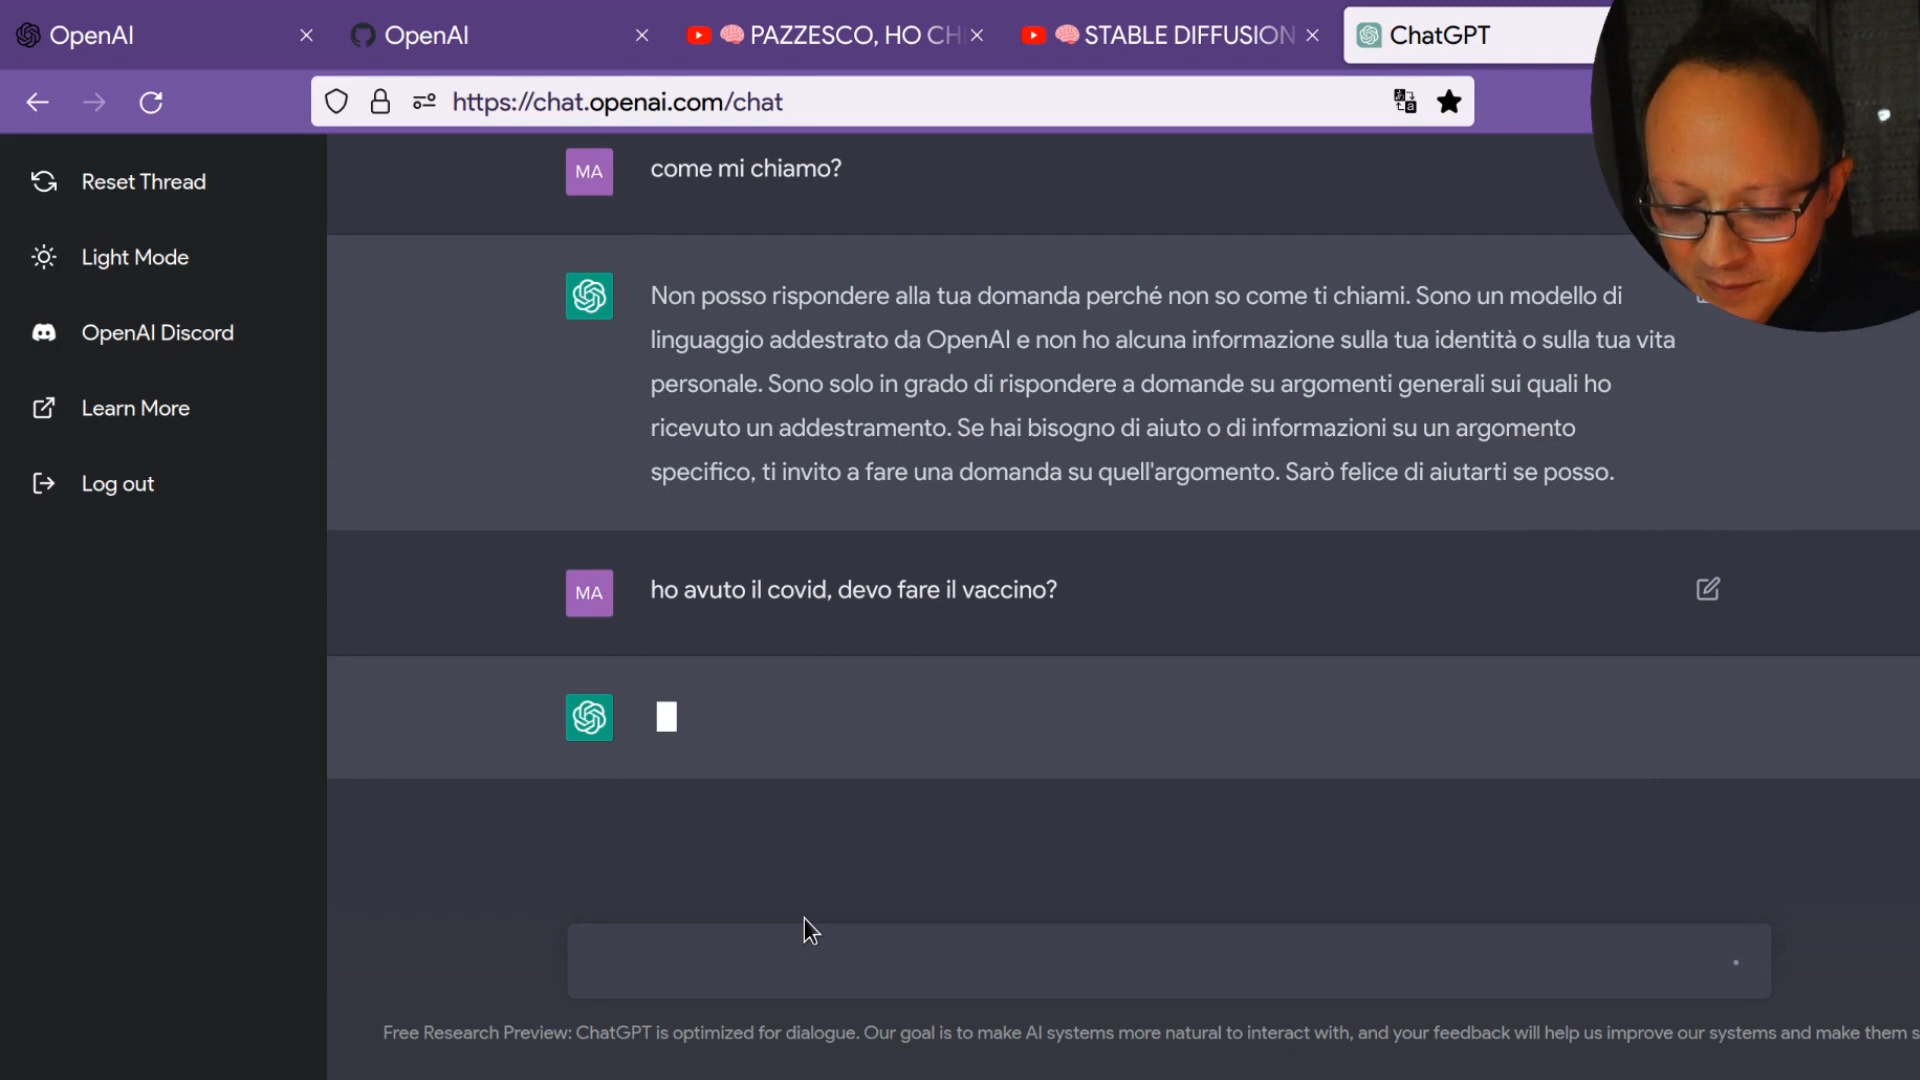 OpenAI
OpenAI
🧠 PAZZESCO, HO CH
🧠 STABLE DIFFUSION
ChatGPT
https://chat.openai.com/chat
Reset Thread
Light Mode
OpenAI Discord
Learn More
Log out
MA
come mi chiamo?
Non posso rispondere alla tua domanda perché non so come ti chiami. Sono un modello di
linguaggio addestrato da OpenAI e non ho alcuna informazione sulla tua identità o sulla tua vita
personale. Sono solo in grado di rispondere a domande su argomenti generali sui quali ho
ricevuto un addestramento. Se hai bisogno di aiuto o di informazioni su un argomento
specifico, ti invito a fare una domanda su quell'argomento. Sarò felice di aiutarti se posso.
MA
ho avuto il covid, devo fare il vaccino?
Free Research Preview: ChatGPT is optimized for dialogue. Our goal is to make AI systems more natural to interact with, and your feedback will help us improve our systems and make them s